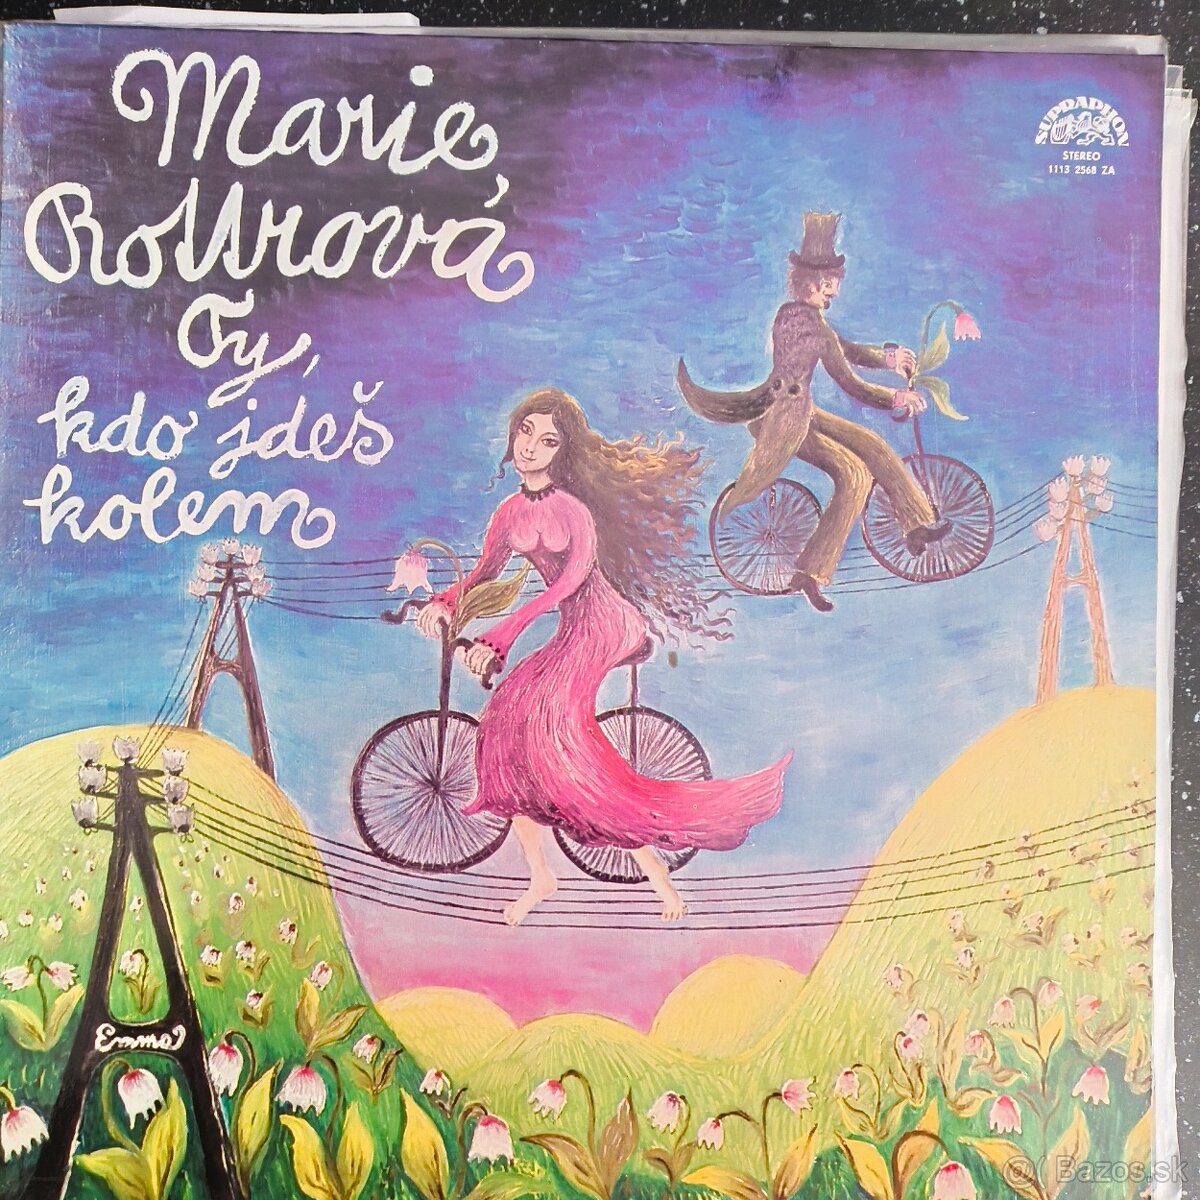 Marie
Rottrová
Ty,
kdo jdeš
kolem
SUPRAPHON
STEREO
1113 2568 ZA
Emma
@( Bazos.sk